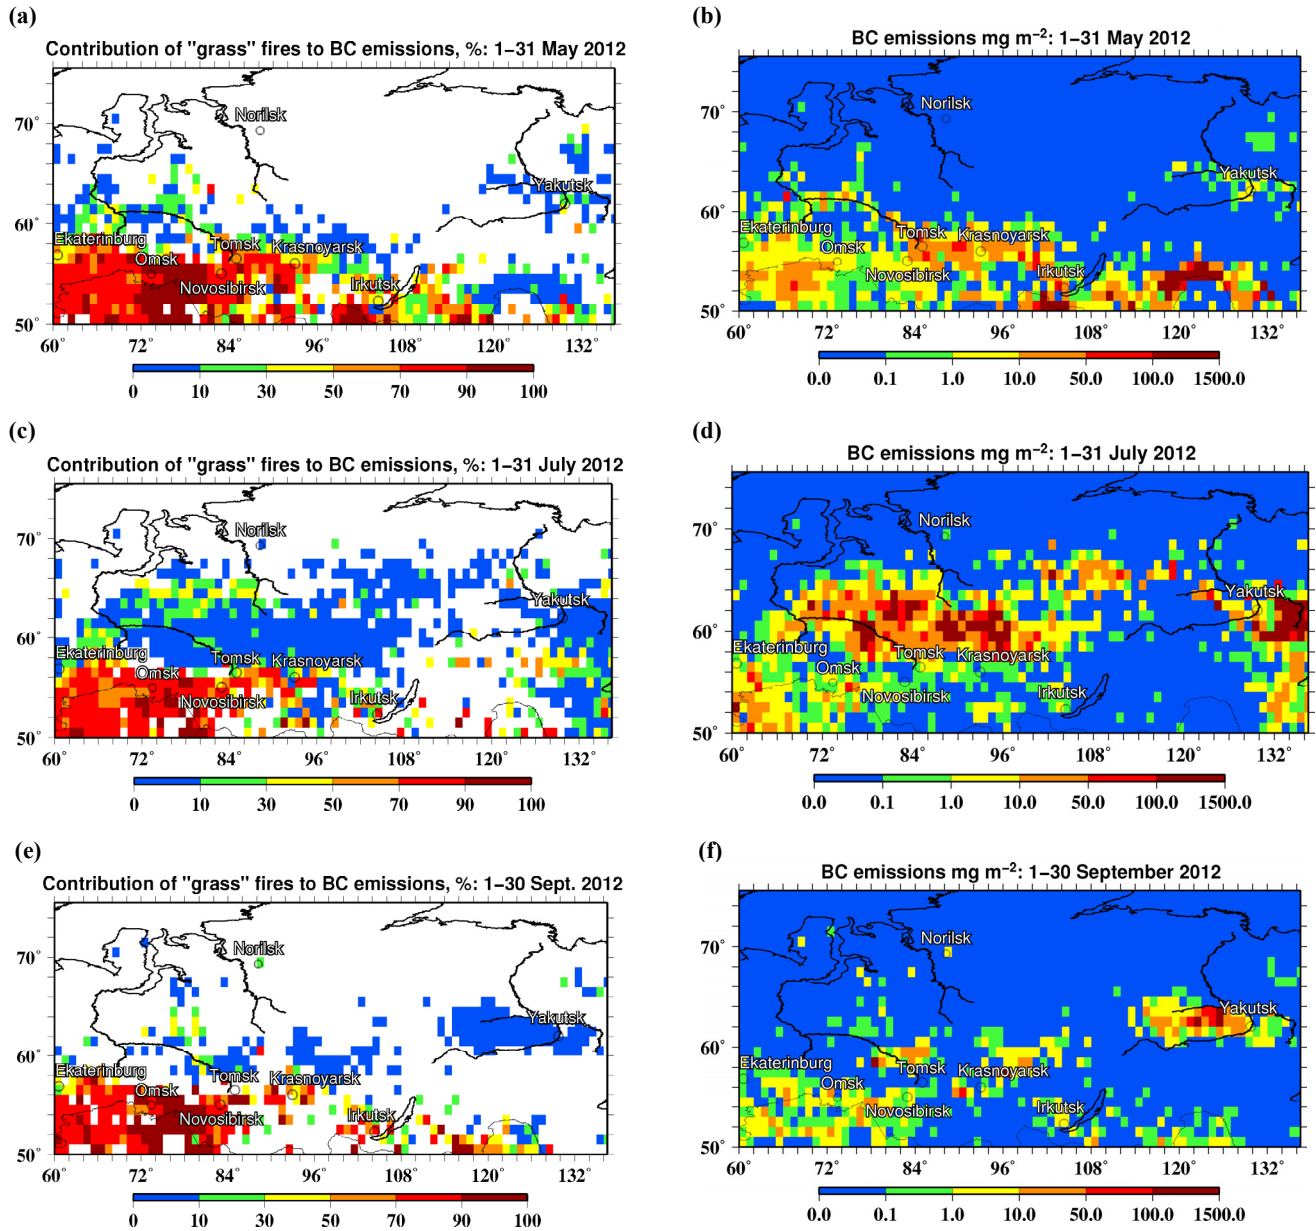 (a)
Contribution of "grass" fires to BC emissions, %: 1−31 May 2012
70˚
60˚
50˚
Norilsk
Yakutsk
Ekaterinburg
Tomsk
Krasnoyarsk
Omsk
Novosibirsk
Irkutsk
60˚ 72 84 96 108 120 132˚
0 10 30 50 70 90 100
(b)
BC emissions mg m−2: 1−31 May 2012
70˚
60˚
50˚
Norilsk
Yakutsk
Ekaterinburg
Tomsk
Krasnoyarsk
Omsk
Novosibirsk
Irkutsk
60˚ 72 84 96 108 120 132˚
0.0 0.1 1.0 10.0 50.0 100.0 1500.0
(c)
Contribution of "grass" fires to BC emissions, %: 1−31 July 2012
70˚
60˚
50˚
Norilsk
Yakutsk
Ekaterinburg
Tomsk
Krasnoyarsk
Omsk
Novosibirsk
Irkutsk
60˚ 72 84 96 108 120 132˚
0 10 30 50 70 90 100
(d)
BC emissions mg m−2: 1−31 July 2012
70˚
60˚
50˚
Norilsk
Yakutsk
Ekaterinburg
Tomsk
Krasnoyarsk
Omsk
Novosibirsk
Irkutsk
60˚ 72 84 96 108 120 132˚
0.0 0.1 1.0 10.0 50.0 100.0 1500.0
(e)
Contribution of "grass" fires to BC emissions, %: 1−30 Sept. 2012
70˚
60˚
50˚
Norilsk
Yakutsk
Ekaterinburg
Tomsk
Krasnoyarsk
Omsk
Novosibirsk
Irkutsk
60˚ 72 84 96 108 120 132˚
0 10 30 50 70 90 100
(f)
BC emissions mg m−2: 1−30 September 2012
70˚
60˚
50˚
Norilsk
Yakutsk
Ekaterinburg
Tomsk
Krasnoyarsk
Omsk
Novosibirsk
Irkutsk
60˚ 72 84 96 108 120 132˚
0.0 0.1 1.0 10.0 50.0 100.0 1500.0